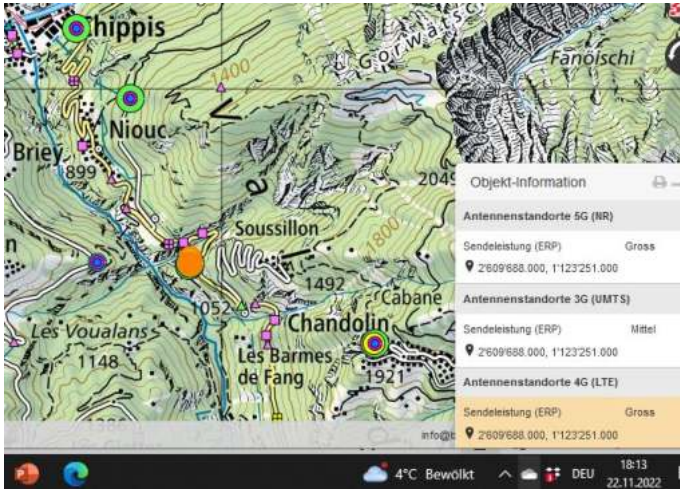 Chippis
Gorwätsch
Fanoischi
1400
Niouc
Briey
899
2049
Soussillon
1800
1492
1052
Cabane
Chandolin
Les Voualans
1148
Les Barmes
de Fang
1921
Objekt-Information
Antennenstandorte 5G (NR)
Sendeleistung (ERP) Gross
2'609'688.000, 1'123'251.000
Antennenstandorte 3G (UMTS)
Sendeleistung (ERP) Mittel
2'609'688.000, 1'123'251.000
Antennenstandorte 4G (LTE)
Sendeleistung (ERP) Gross
2'609'688.000, 1'123'251.000
4°C Bewölkt
DEU
18:13
22.11.2022